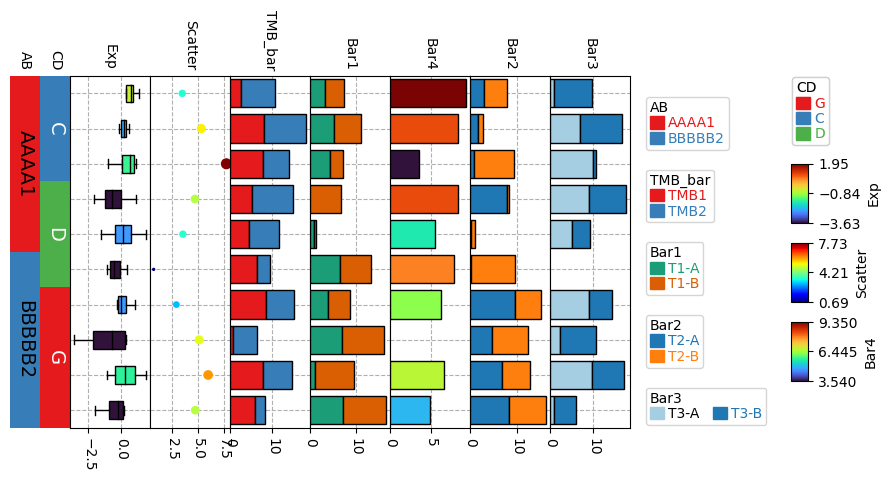 AB
CD
Exp
Scatter
TMB_bar
Bar1
Bar4
Bar2
Bar3
AAAA1
BBBBB2
C
D
G
−2.5 0.0
2.5 5.0 7.5
0 10
0 10
0 5
0 10
0 10
AB
AAAA1
BBBBB2
TMB_bar
TMB1
TMB2
Bar1
T1-A
T1-B
Bar2
T2-A
T2-B
Bar3
T3-A T3-B
CD
G
C
D
1.95
−0.84
−3.63
Exp
7.73
4.21
0.69
Scatter
9.350
6.445
3.540
Bar4